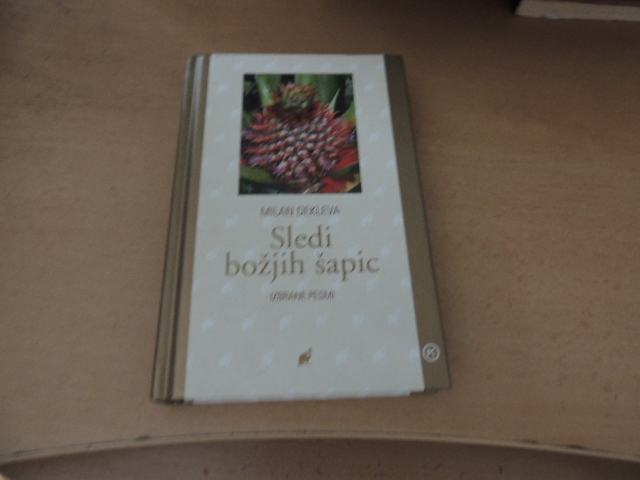 MILAN DEKLEVA
Sledi
božjih šapic
IZBRANE PESMI